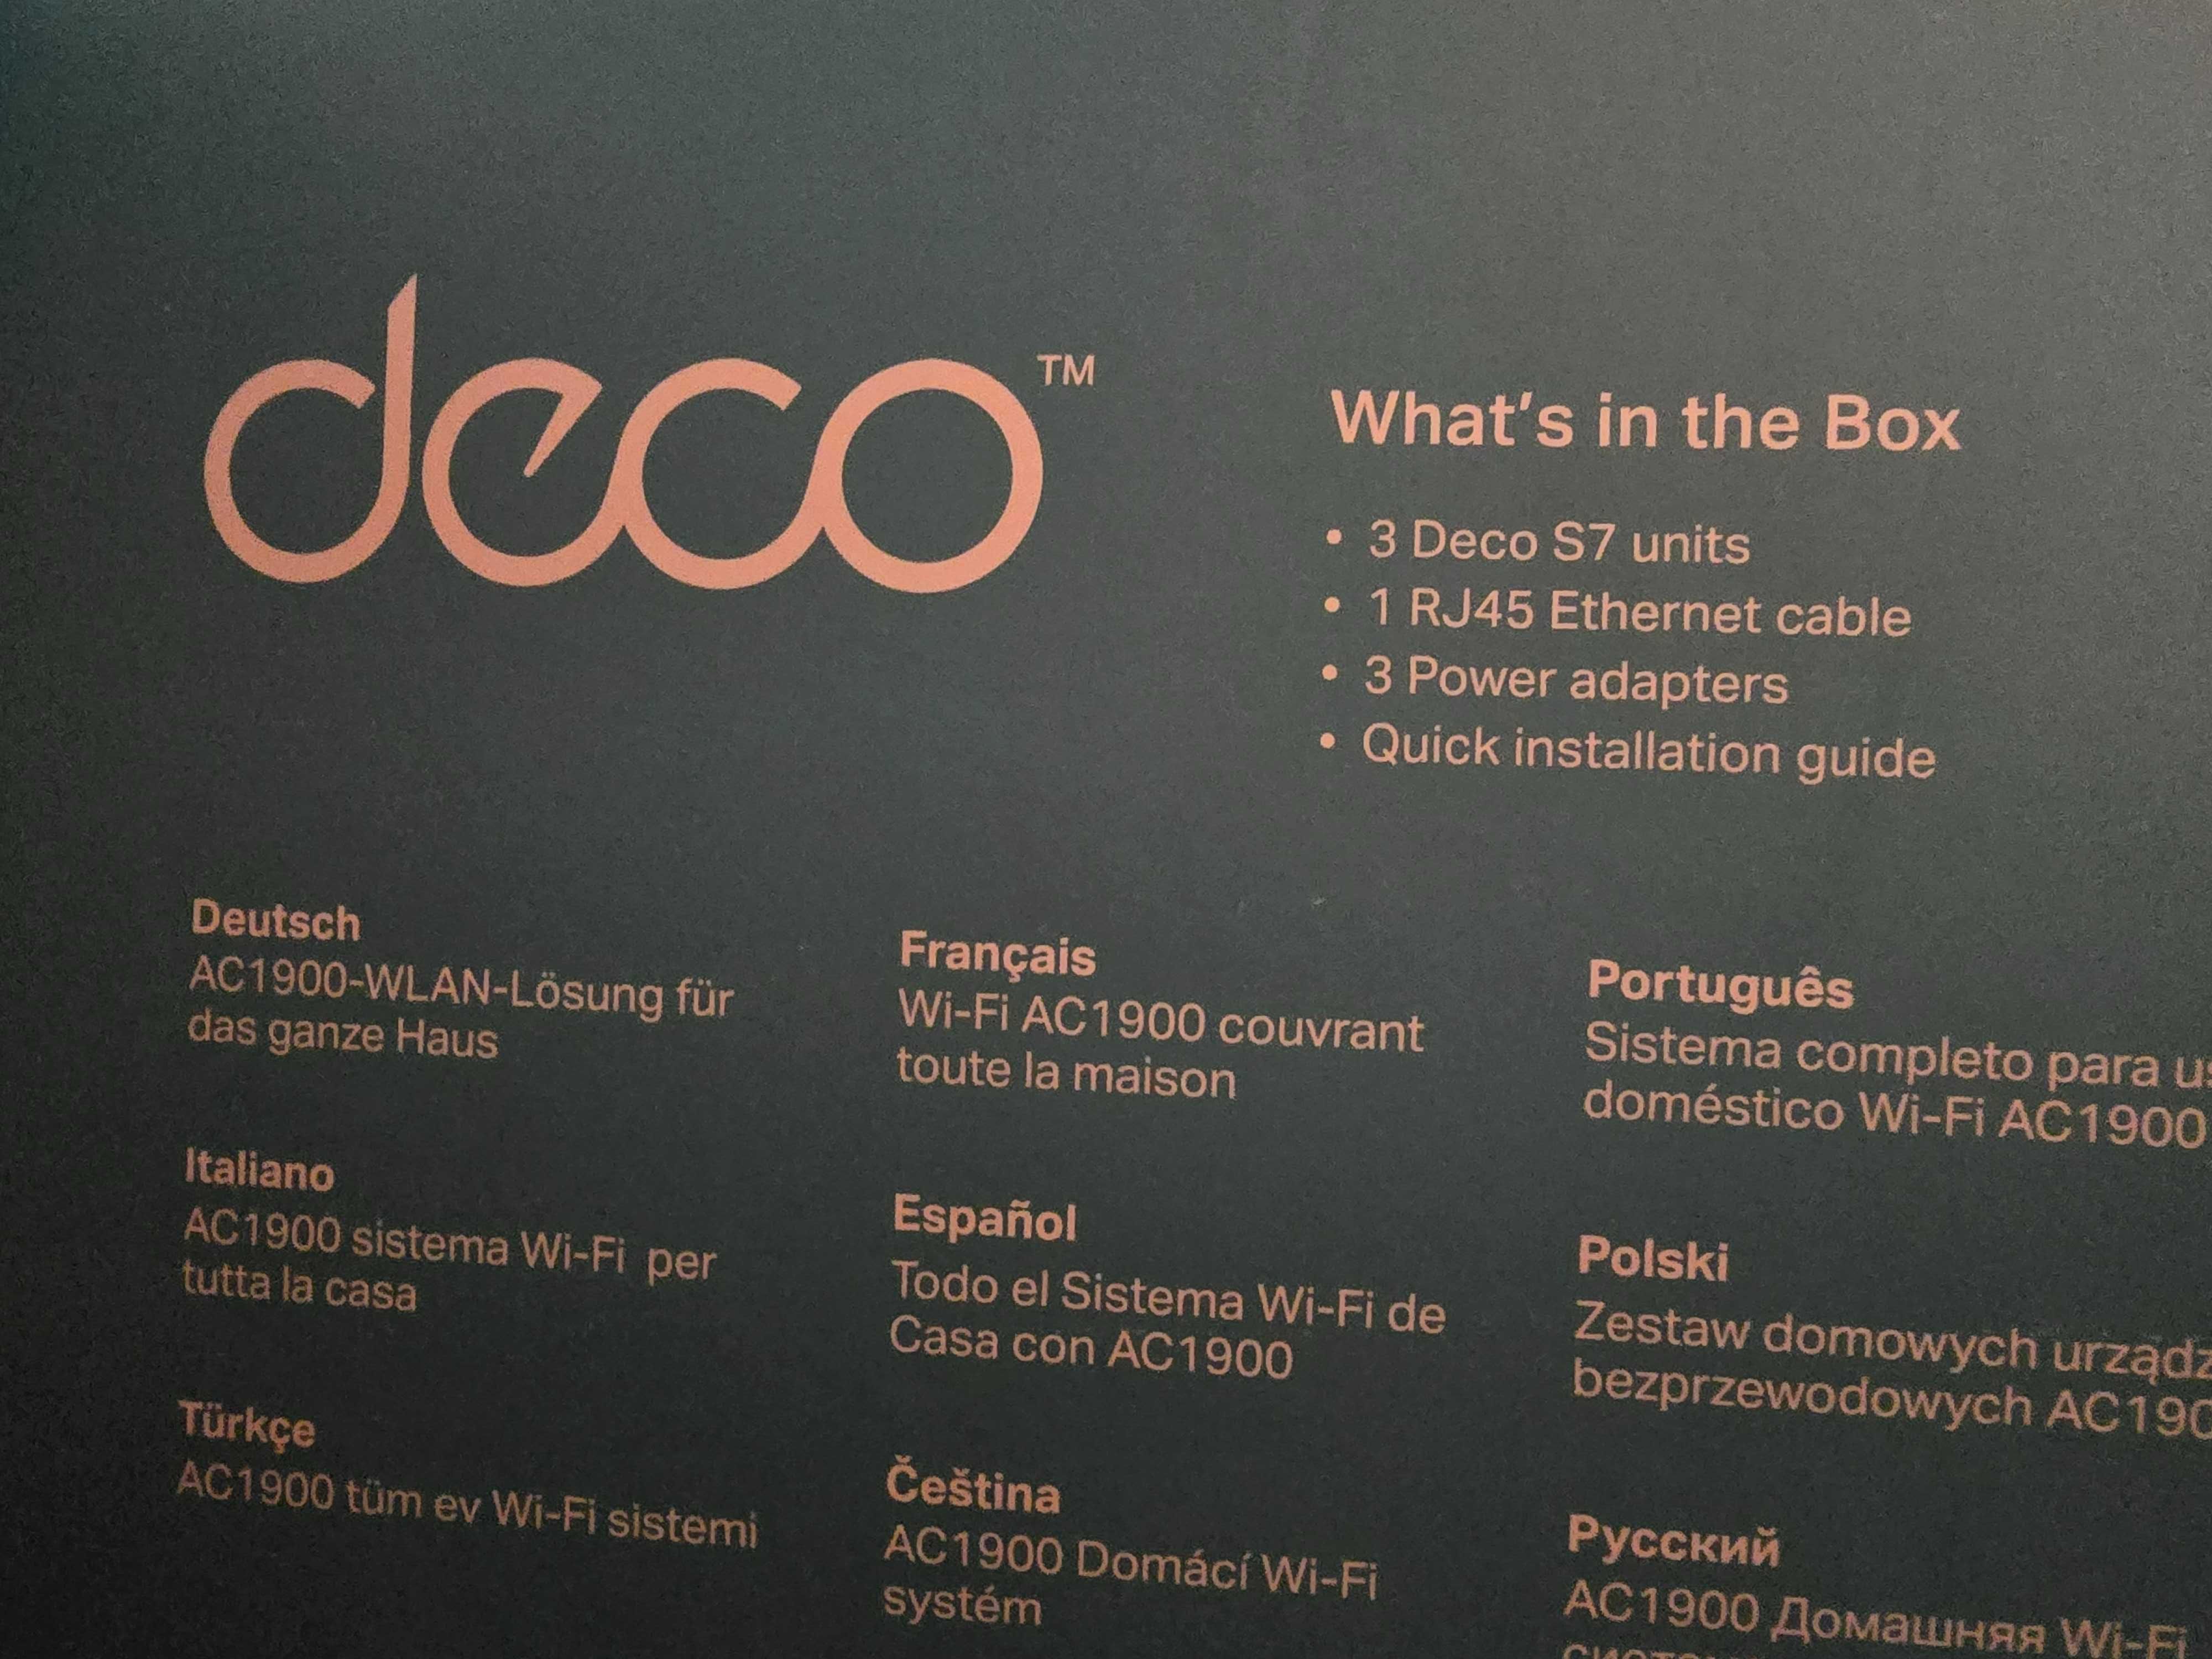 deco™
What's in the Box
• 3 Deco S7 units
• 1 RJ45 Ethernet cable
• 3 Power adapters
• Quick installation guide
Deutsch
AC1900-WLAN-Lösung für
das ganze Haus
Français
Wi-Fi AC1900 couvrant
toute la maison
Português
Sistema completo para
doméstico Wi-Fi AC1900
Italiano
AC1900 sistema Wi-Fi per
tutta la casa
Español
Todo el Sistema Wi-Fi de
Casa con AC1900
Polski
Zestaw domowych
bezprzewodowych
Türkçe
AC1900 tüm ev Wi-Fi sistemi
Čeština
AC1900 Domácí Wi-Fi
systém
Русский
AC1900 Домашняя Wi-Fi